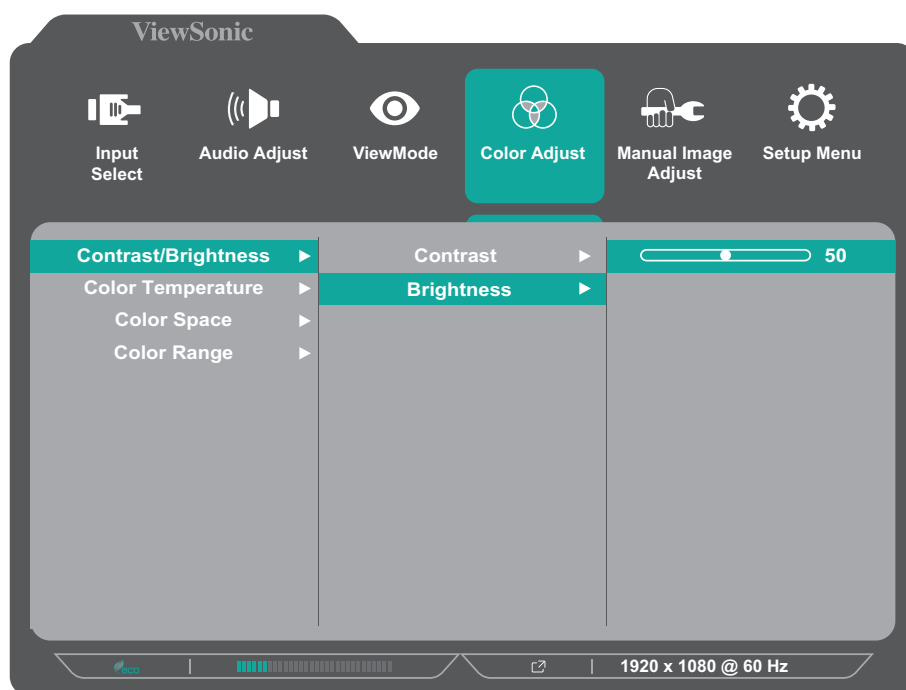 ViewSonic
Input Select
Audio Adjust
ViewMode
Color Adjust
Manual Image Adjust
Setup Menu
Contrast/Brightness
Contrast
50
Color Temperature
Brightness
Color Space
Color Range
eco
1920 x 1080 @ 60 Hz